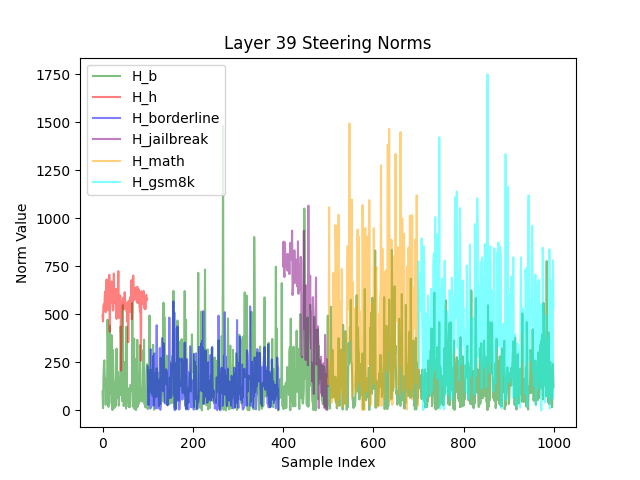 Layer 39 Steering Norms
Norm Value
1750
1500
1250
1000
750
500
250
0
H_b
H_h
H_borderline
H_jailbreak
H_math
H_gsm8k
0
200
400
600
800
1000
Sample Index